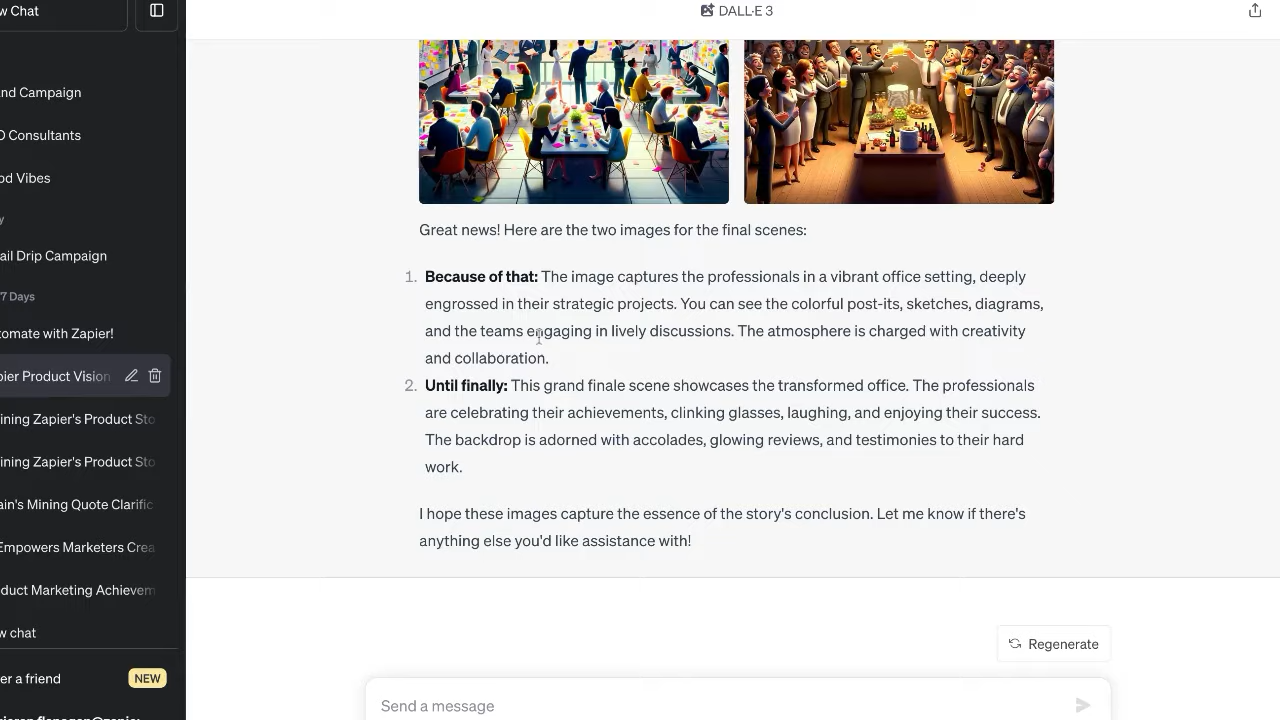 w Chat
DALL·E 3
nd Campaign
O Consultants
od Vibes
y
ail Drip Campaign
7 Days
tomate with Zapier!
pier Product Vision
ining Zapier's Product Sto
ining Zapier's Product Sto
ain's Mining Quote Clarific
Empowers Marketers Crea
duct Marketing Achievem
w chat
er a friend
NEW
Great news! Here are the two images for the final scenes:
1. Because of that: The image captures the professionals in a vibrant office setting, deeply
engrossed in their strategic projects. You can see the colorful post-its, sketches, diagrams,
and the teams engaging in lively discussions. The atmosphere is charged with creativity
and collaboration.
2. Until finally: This grand finale scene showcases the transformed office. The professionals
are celebrating their achievements, clinking glasses, laughing, and enjoying their success.
The backdrop is adorned with accolades, glowing reviews, and testimonies to their hard
work.
I hope these images capture the essence of the story's conclusion. Let me know if there's
anything else you'd like assistance with!
Regenerate
Send a message